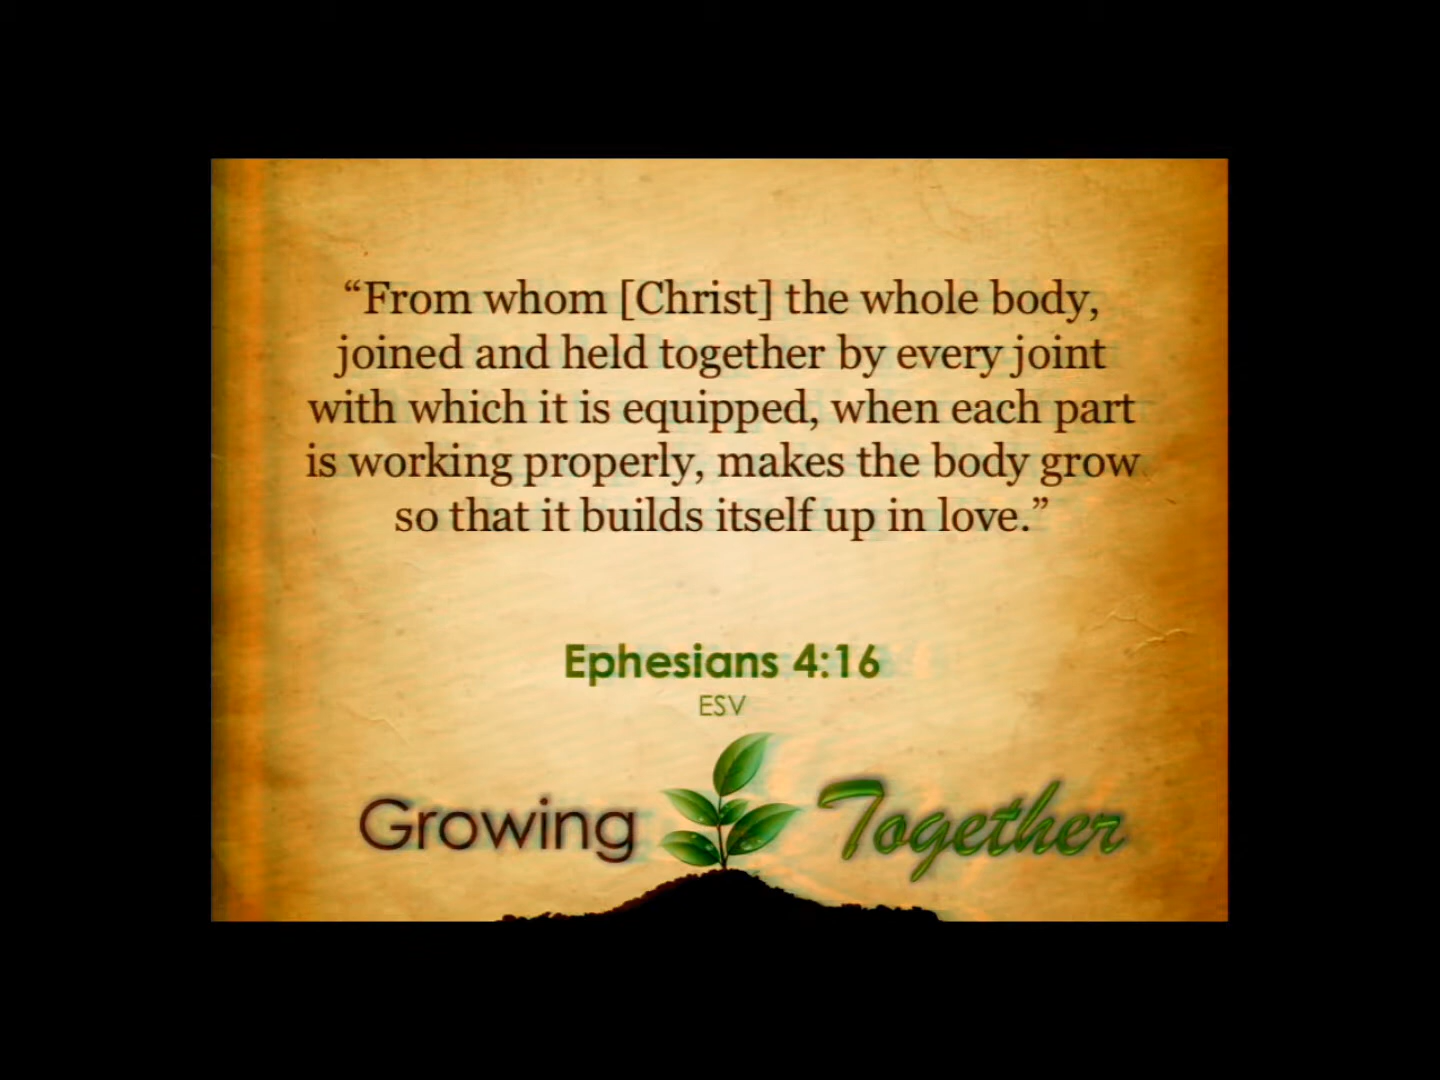 “From whom [Christ] the whole body,
joined and held together by every joint
with which it is equipped, when each part
is working properly, makes the body grow
so that it builds itself up in love.”
Ephesians 4:16
ESV
Growing Together